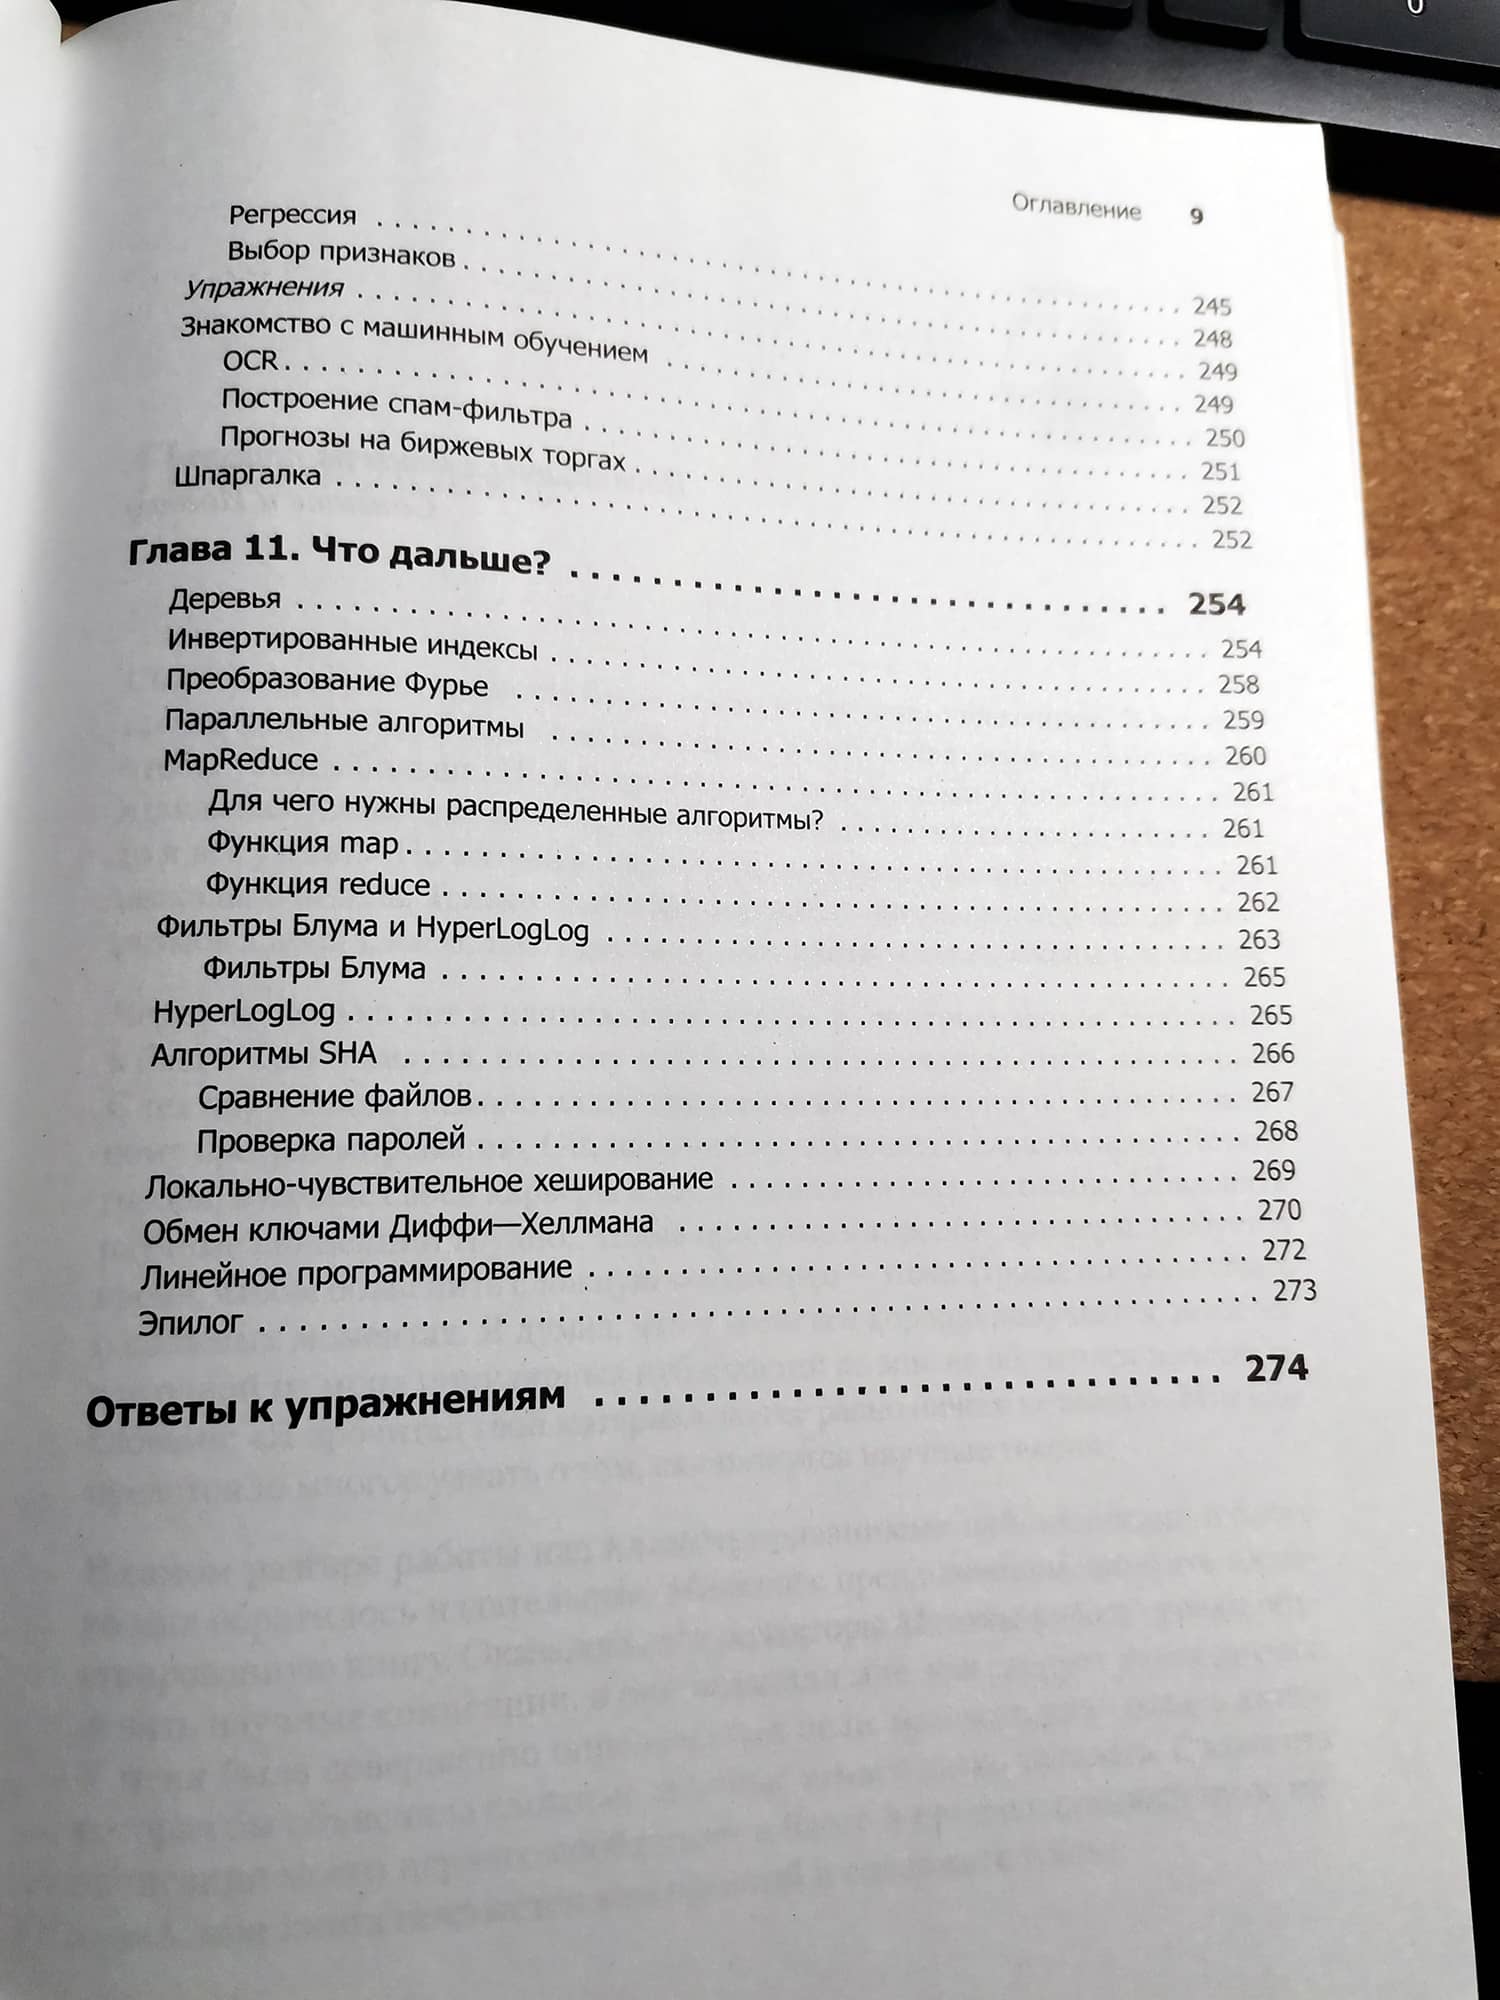 Оглавление 9
Регрессия . . . 245
Выбор признаков . . . 248
Упражнения . . . 249
Знакомство с машинным обучением . . . 249
OCR . . . 250
Построение спам-фильтра . . . 251
Прогнозы на биржевых торгах . . . 252
Шпаргалка . . . 252
Глава 11. Что дальше? . . . 254
Деревья . . . 254
Инвертированные индексы . . . 258
Преобразование Фурье . . . 259
Параллельные алгоритмы . . . 260
MapReduce . . . 261
Для чего нужны распределенные алгоритмы? . . . 261
Функция map . . . 261
Функция reduce . . . 262
Фильтры Блума и HyperLogLog . . . 263
Фильтры Блума . . . 265
HyperLogLog . . . 265
Алгоритмы SHA . . . 266
Сравнение файлов . . . 267
Проверка паролей . . . 268
Локально-чувствительное хеширование . . . 269
Обмен ключами Диффи—Хеллмана . . . 270
Линейное программирование . . . 272
Эпилог . . . 273
Ответы к упражнениям . . . 274